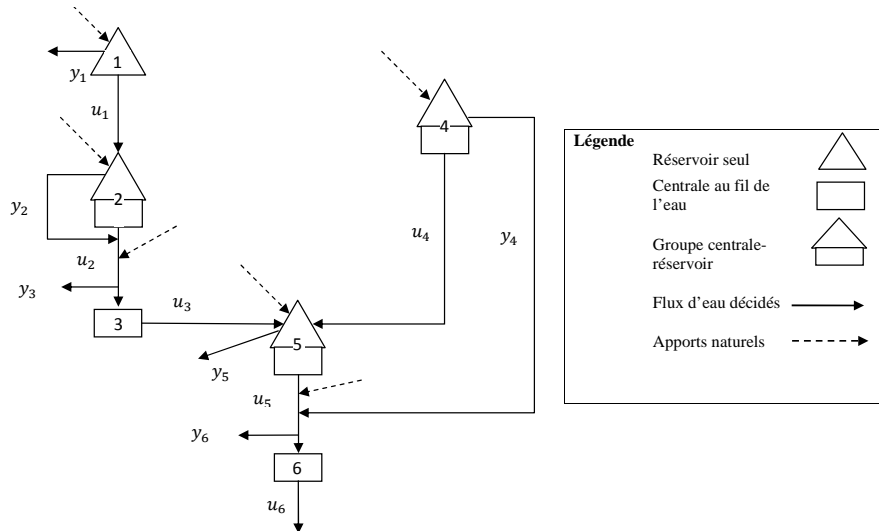 1
y₁
u₁
2
y₂
u₂
y₃
3
u₃
4
u₄
y₄
5
y₅
u₅
y₆
6
u₆
Légende
Réservoir seul
Centrale au fil de
l’eau
Groupe centrale-
réservoir
Flux d’eau décidés
Apports naturels